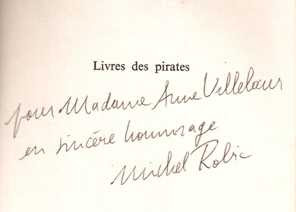 Livres des pirates
pour Madame Anne Villelaur
en sincère hommage
Michel Robic